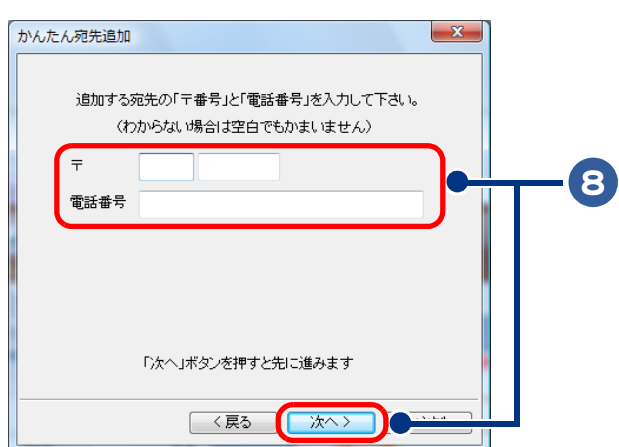 かんたん宛先追加
追加する宛先の「〒番号」と「電話番号」を入力して下さい。
(わからない場合は空白でもかまいません)
〒
電話番号
8
「次へ」ボタンを押すと先に進みます
< 戻る 次へ >